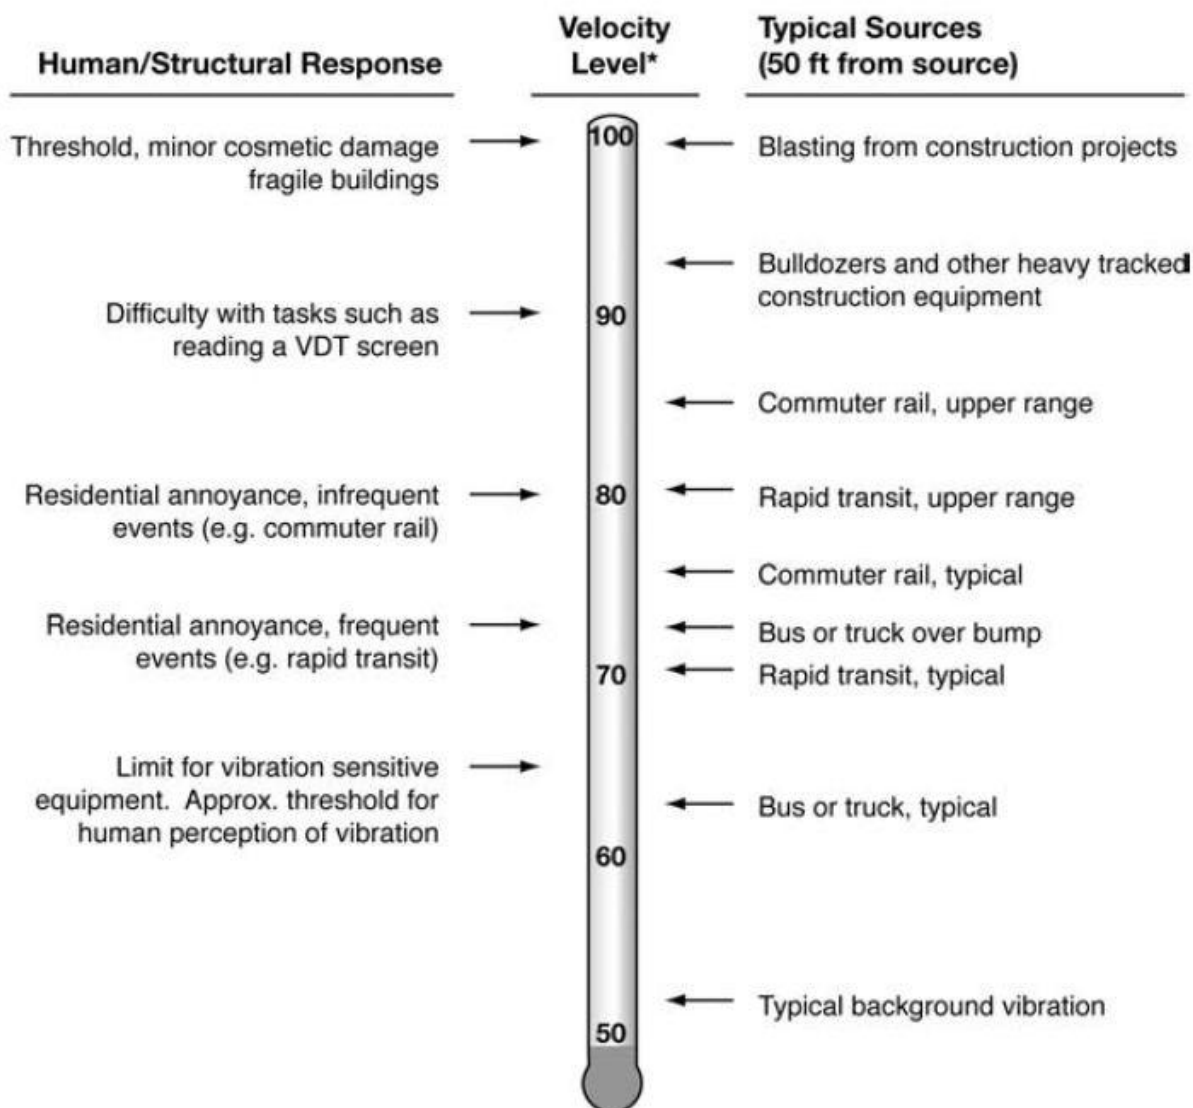 Human/Structural Response
Velocity
Level*
Typical Sources
(50 ft from source)
Threshold, minor cosmetic damage
fragile buildings
100
Blasting from construction projects
Bulldozers and other heavy tracked
construction equipment
Difficulty with tasks such as
reading a VDT screen
90
Commuter rail, upper range
Residential annoyance, infrequent
events (e.g. commuter rail)
80
Rapid transit, upper range
Commuter rail, typical
Residential annoyance, frequent
events (e.g. rapid transit)
Bus or truck over bump
70
Rapid transit, typical
Limit for vibration sensitive
equipment. Approx. threshold for
human perception of vibration
Bus or truck, typical
60
Typical background vibration
50